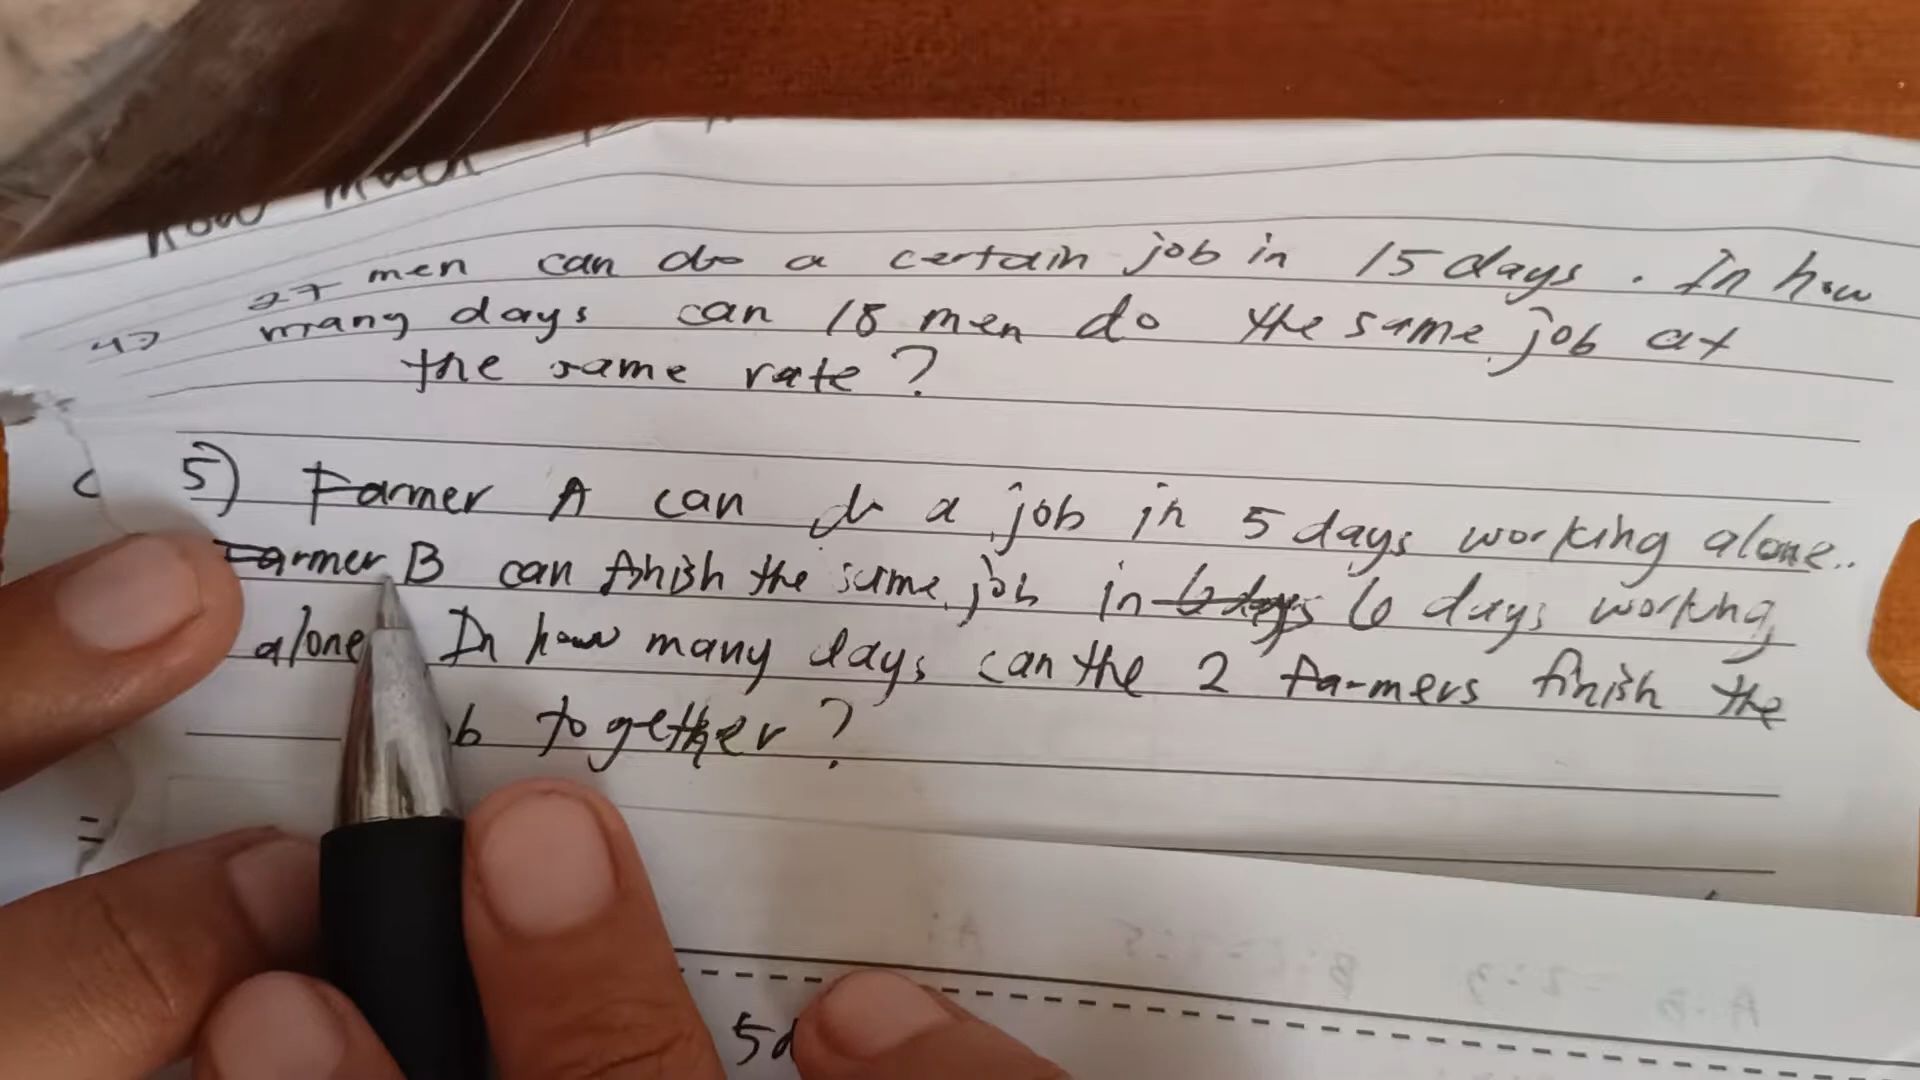 how much
27 men can do a certain job in 15 days. In how
4) many days can 18 men do the same job at
the same rate?
5) Farmer A can do a job in 5 days working alone..
Farmer B can finish the same job in 6 days 6 days working
alone In how many days can the 2 farmers finish the
together?
=